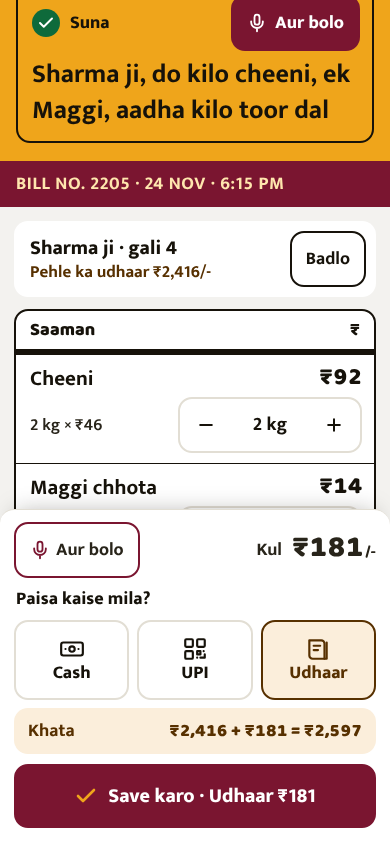 Suna
Aur bolo
Sharma ji, do kilo cheeni, ek
Maggi, aadha kilo toor dal
BILL NO. 2205 · 24 NOV · 6:15 PM
Sharma ji · gali 4
Pehle ka udhaar ₹2,416/-
Badlo
Saaman ₹
Cheeni ₹92
2 kg × ₹46 − 2 kg +
Maggi chhota ₹14
Aur bolo
Kul ₹181/-
Paisa kaise mila?
Cash UPI Udhaar
Khata ₹2,416 + ₹181 = ₹2,597
Save karo · Udhaar ₹181